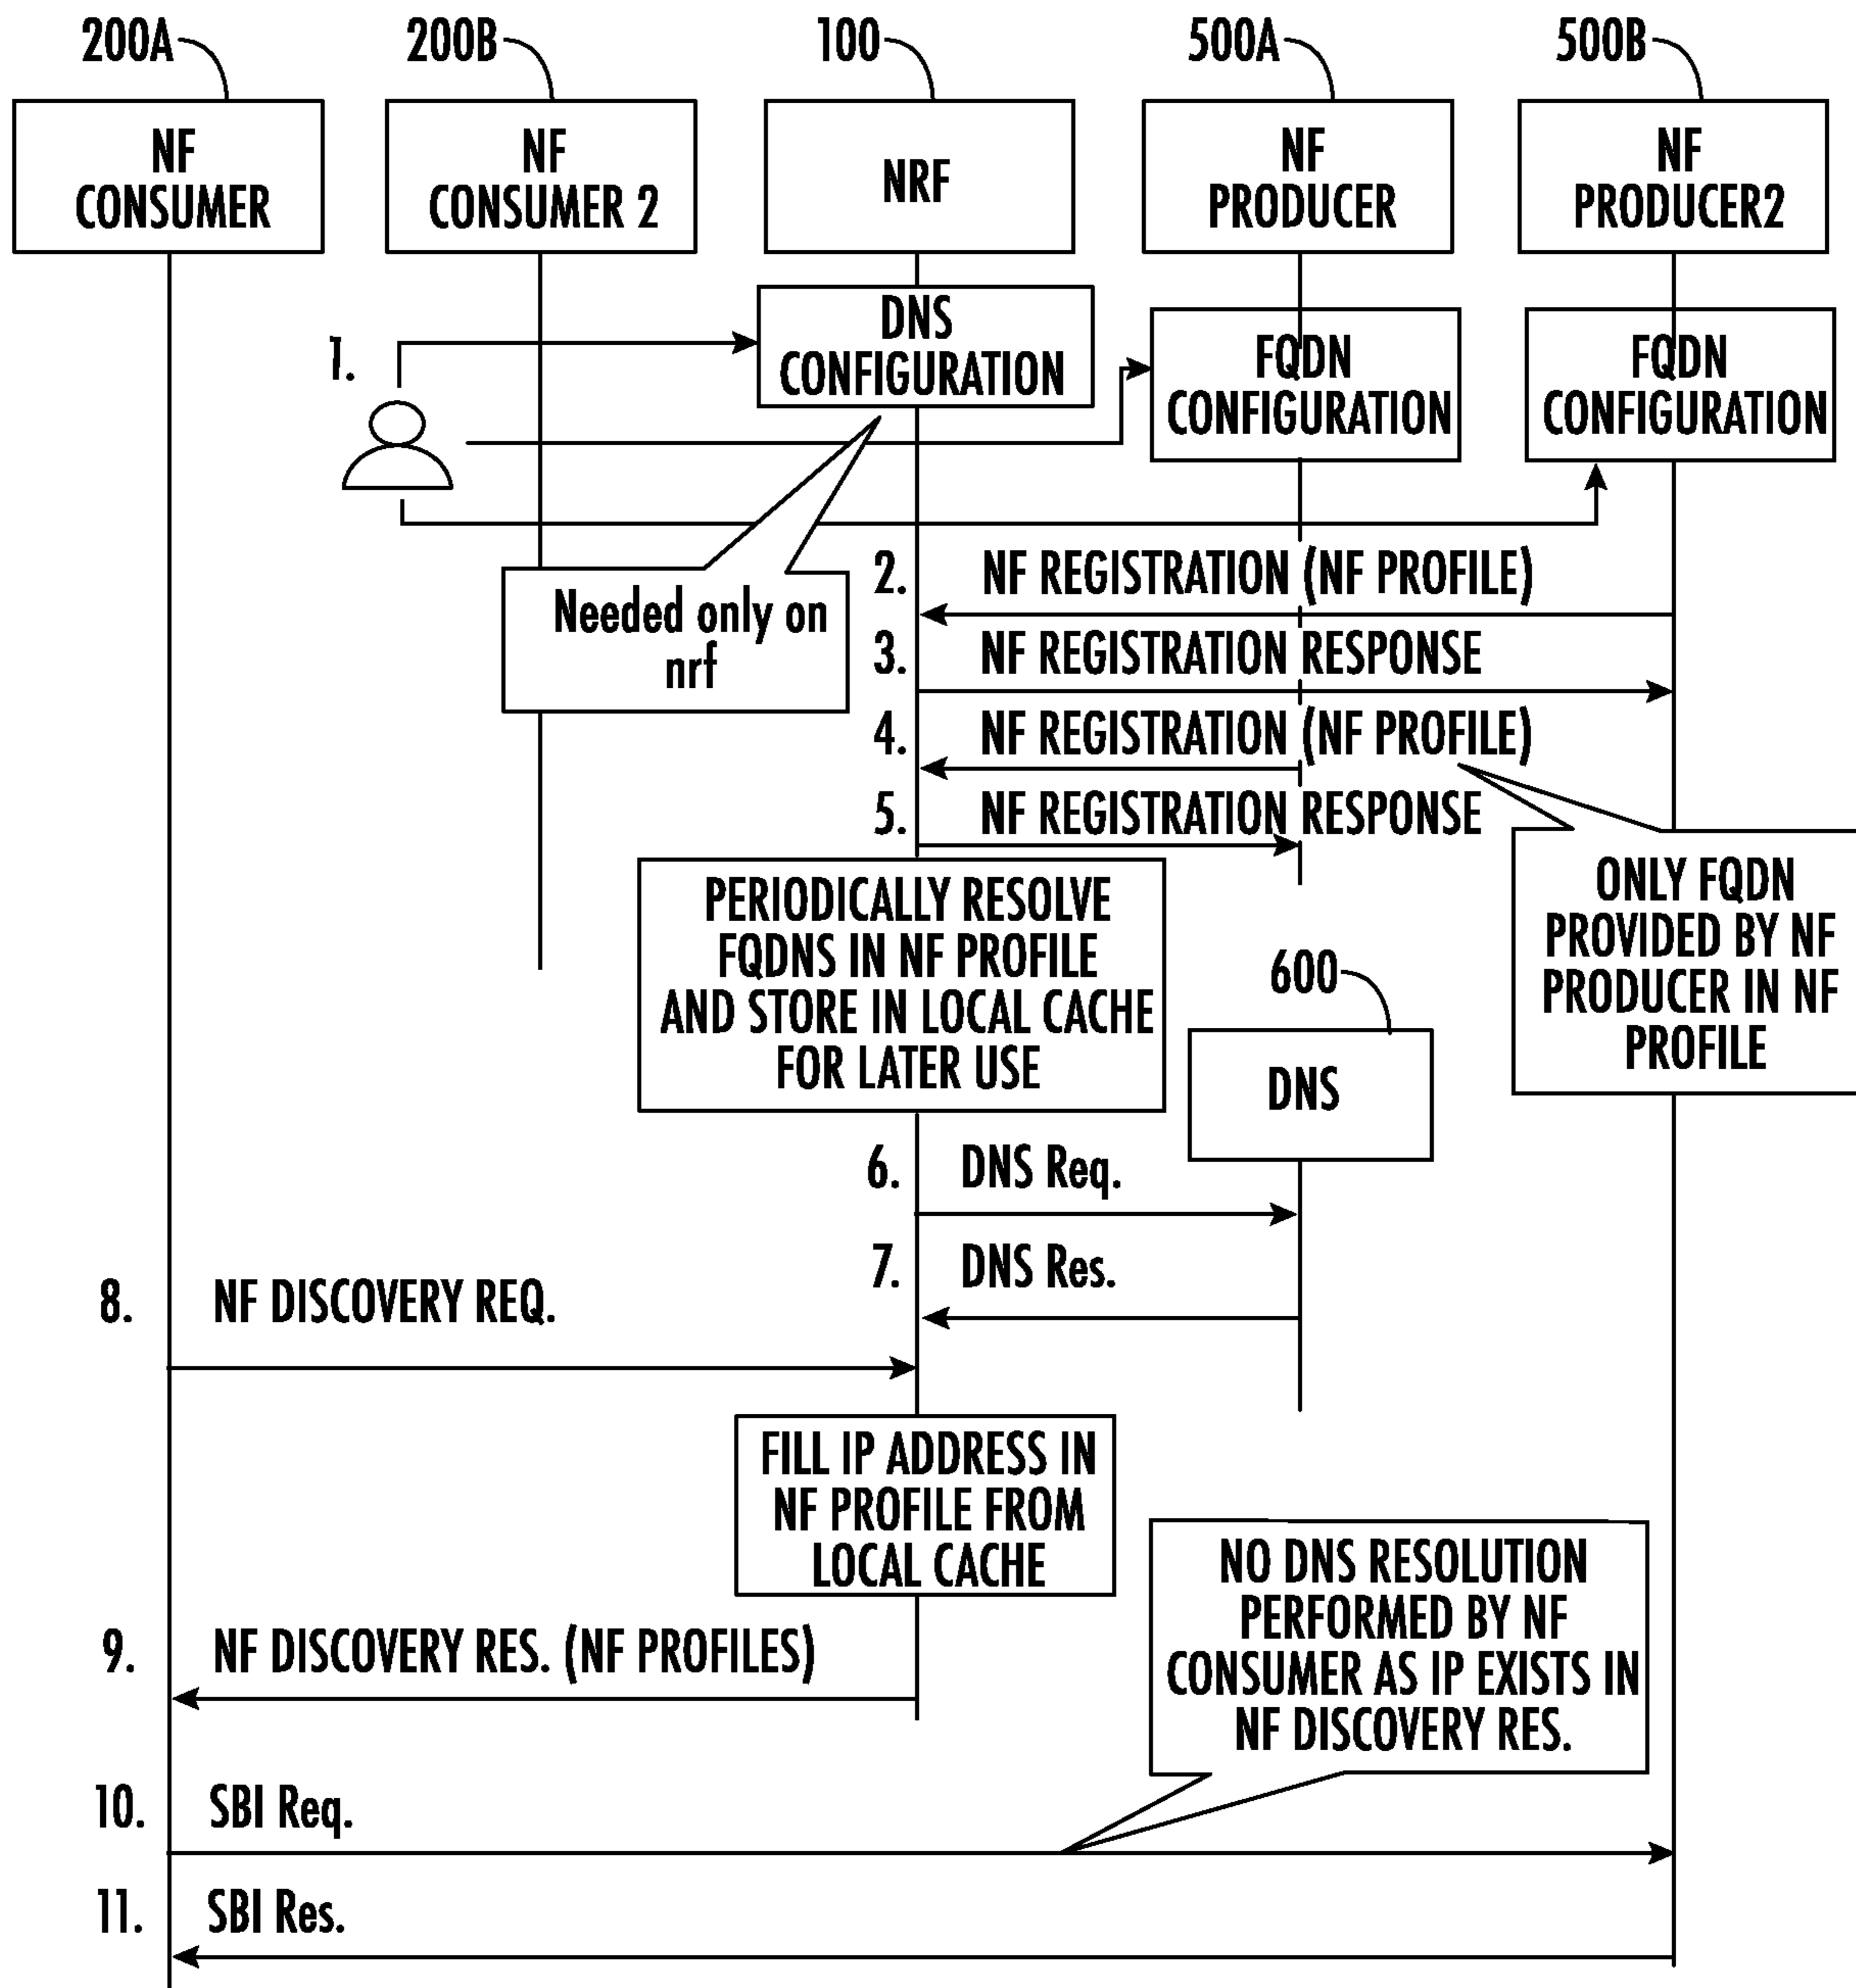 200A
200B
100
500A
500B
NF
CONSUMER
NF
CONSUMER 2
NRF
NF
PRODUCER
NF
PRODUCER2
1.
DNS
CONFIGURATION
FQDN
CONFIGURATION
FQDN
CONFIGURATION
Needed only on
nrf
2. NF REGISTRATION (NF PROFILE)
3. NF REGISTRATION RESPONSE
4. NF REGISTRATION (NF PROFILE)
5. NF REGISTRATION RESPONSE
ONLY FQDN
PROVIDED BY NF
PRODUCER IN NF
PROFILE
PERIODICALLY RESOLVE
FQDNS IN NF PROFILE
AND STORE IN LOCAL CACHE
FOR LATER USE
600
DNS
6. DNS Req.
7. DNS Res.
8. NF DISCOVERY REQ.
FILL IP ADDRESS IN
NF PROFILE FROM
LOCAL CACHE
NO DNS RESOLUTION
PERFORMED BY NF
CONSUMER AS IP EXISTS IN
NF DISCOVERY RES.
9. NF DISCOVERY RES. (NF PROFILES)
10. SBI Req.
11. SBI Res.